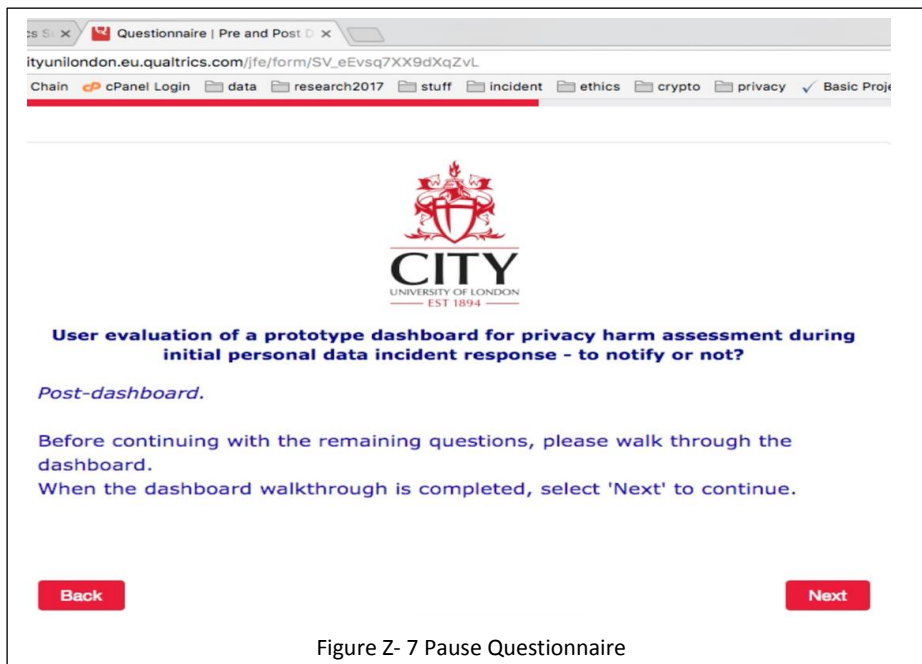 cs S
Questionnaire | Pre and Post D
ityunilondon.eu.qualtrics.com/jfe/form/SV_eEvsq7XX9dXqZvL
Chain cPanel Login data research2017 stuff incident ethics crypto privacy Basic Proje
CITY
UNIVERSITY OF LONDON
EST 1894
User evaluation of a prototype dashboard for privacy harm assessment during
initial personal data incident response - to notify or not?
Post-dashboard.
Before continuing with the remaining questions, please walk through the
dashboard.
When the dashboard walkthrough is completed, select 'Next' to continue.
Back
Next
Figure Z- 7 Pause Questionnaire